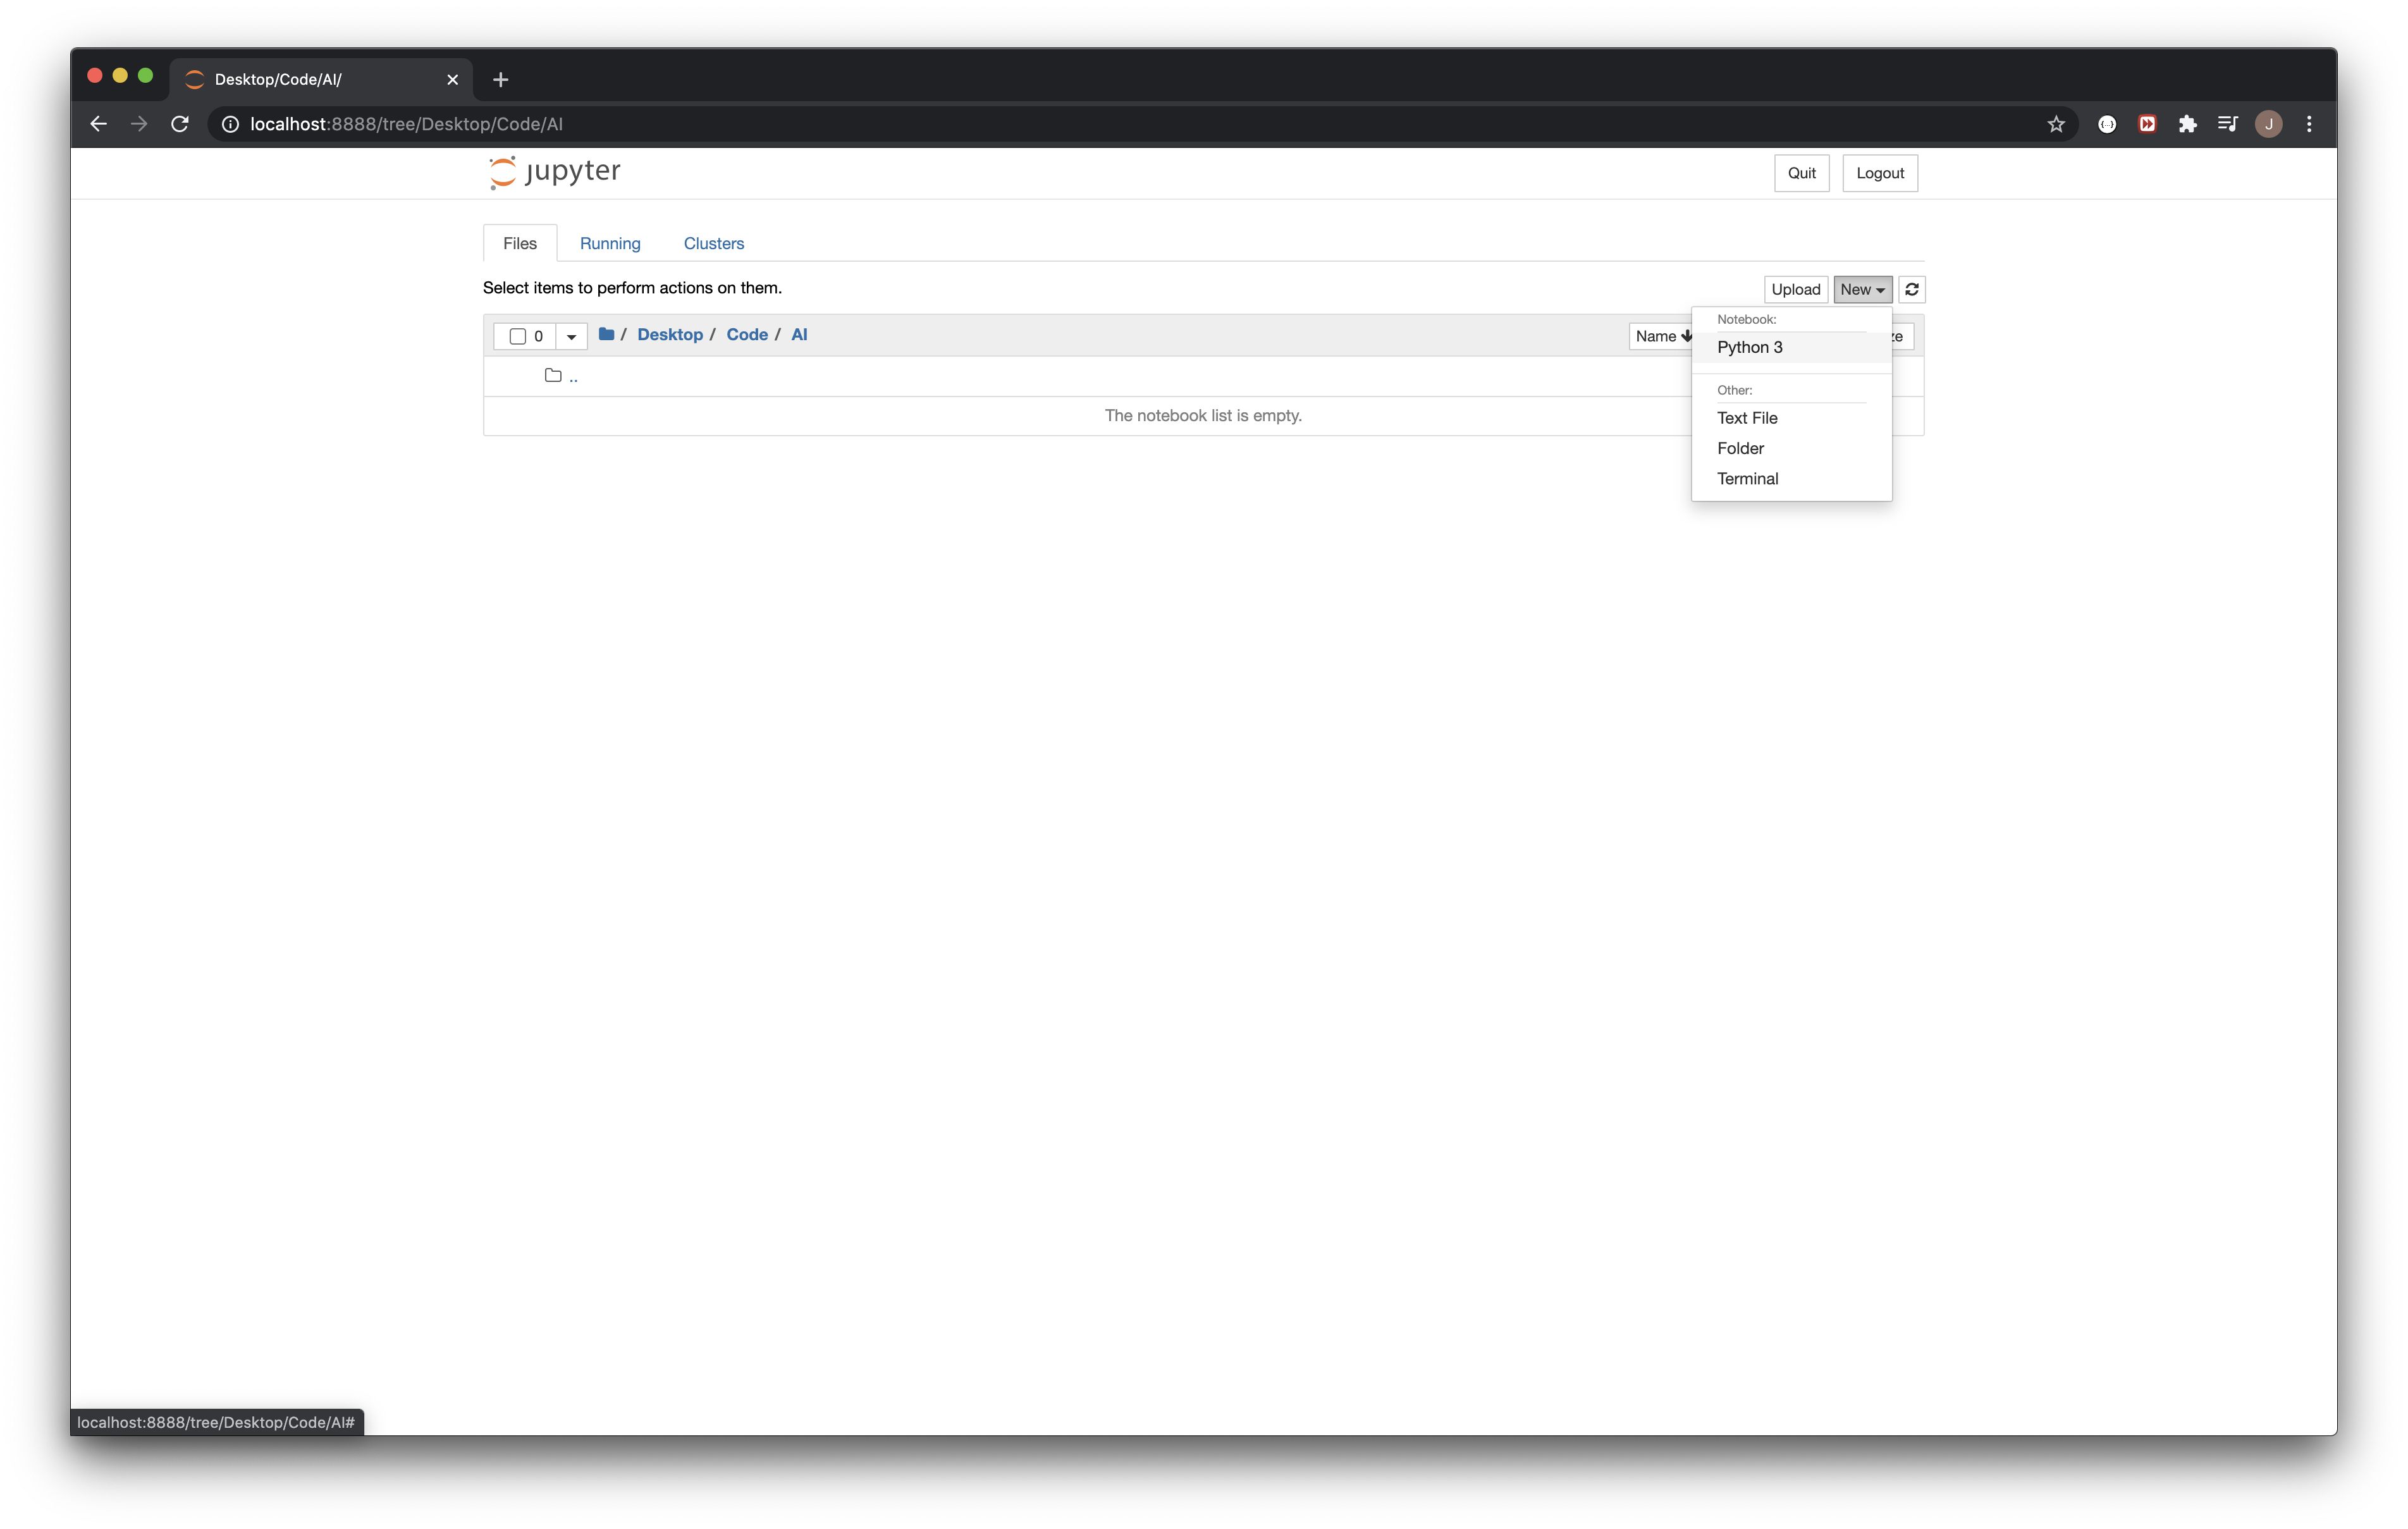 Desktop/Code/AI/
localhost:8888/tree/Desktop/Code/AI
J
jupyter
Quit Logout
Files Running Clusters
Select items to perform actions on them.
Upload New
0 / Desktop / Code / AI Name ze
..
The notebook list is empty.
Notebook:
Python 3
Other:
Text File
Folder
Terminal
localhost:8888/tree/Desktop/Code/AI#